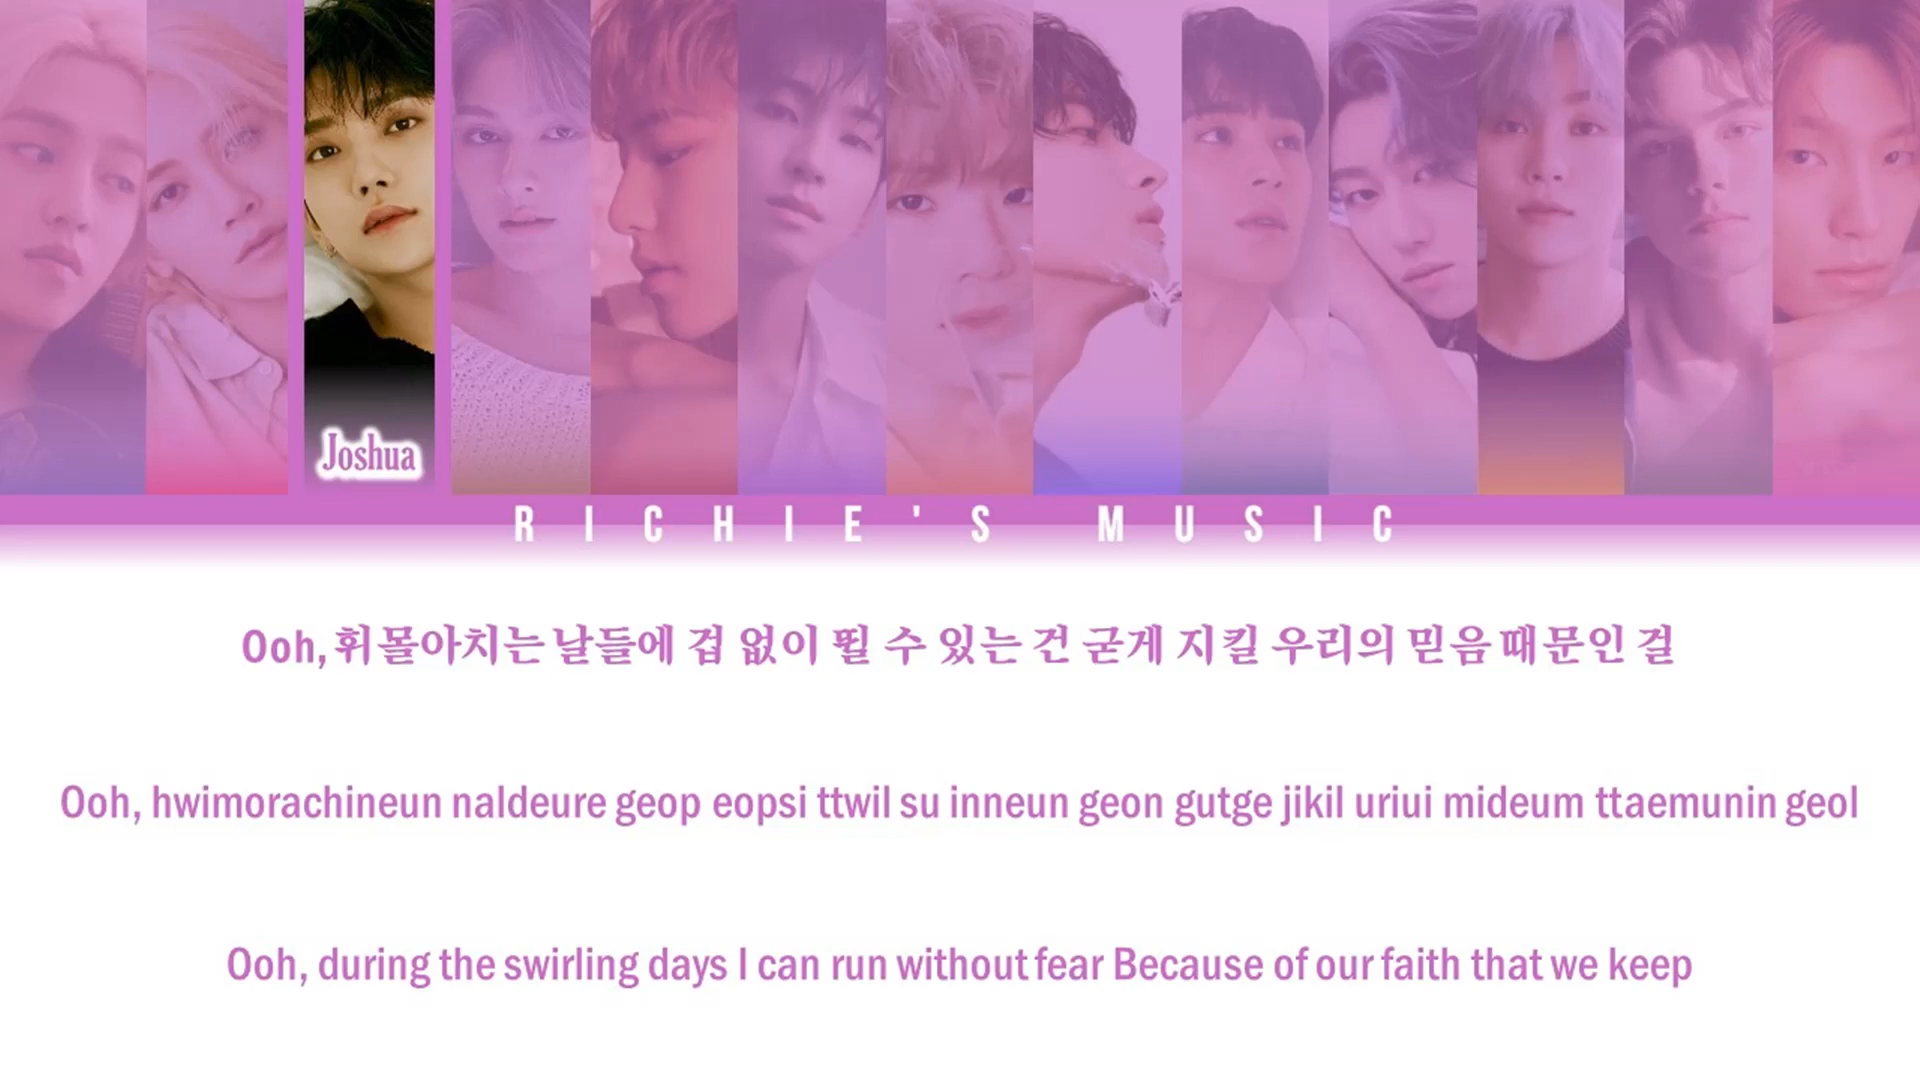 Joshua
RICHIE'S MUSIC
Ooh, 휘몰아치는 날들에 겁 없이 뛸 수 있는 건 굳게 지킬 우리의 믿음 때문인 걸
Ooh, hwimorachineun naldeure geop eopsi ttwil su inneun geon gutge jikil uriui mideum ttaemunin geol
Ooh, during the swirling days I can run without fear Because of our faith that we keep